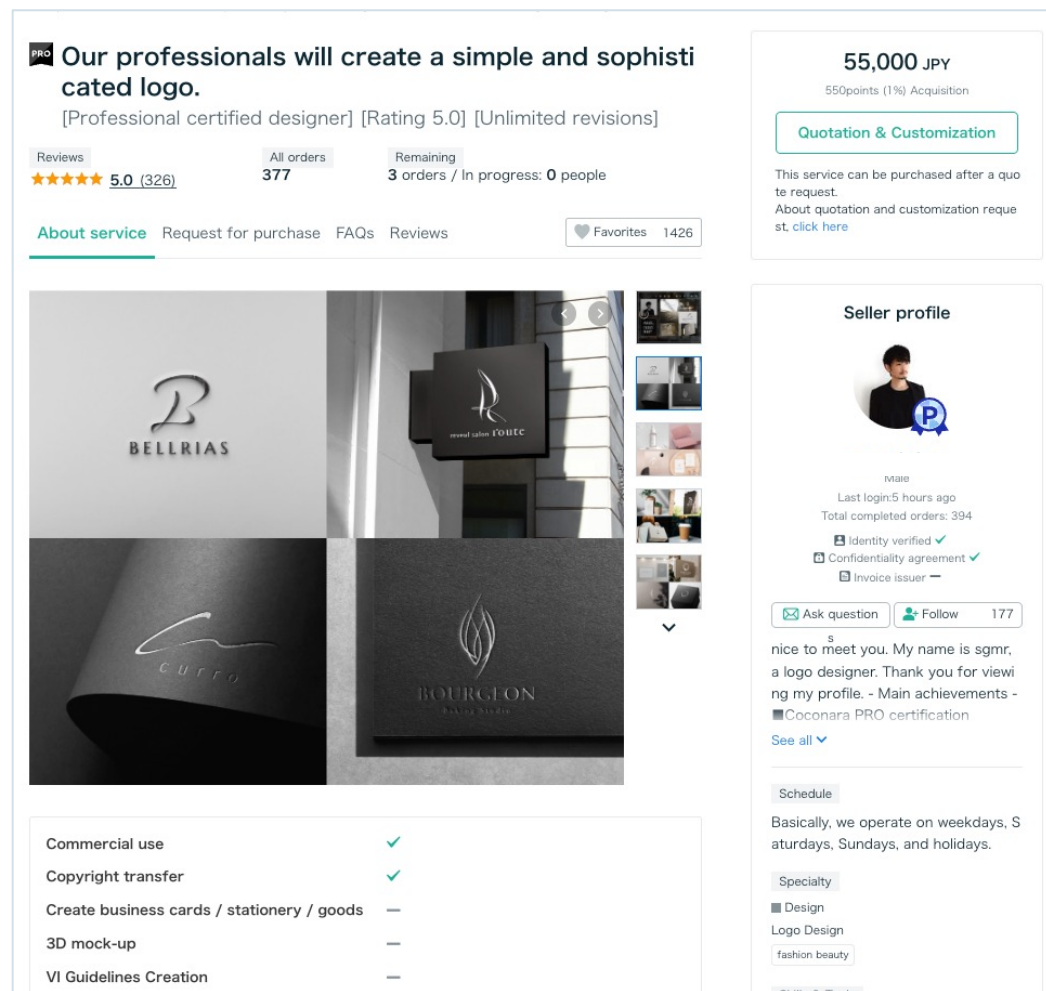 PRO
Our professionals will create a simple and sophisti
cated logo.
[Professional certified designer] [Rating 5.0] [Unlimited revisions]
Reviews
5.0 (326)
All orders
377
Remaining
3 orders / In progress: 0 people
About service Request for purchase FAQs Reviews
Favorites 1426
BELLRIAS
reveal salon route
curro
BOURGEON
Baking Studio
Commercial use
Copyright transfer
Create business cards / stationery / goods
3D mock-up
VI Guidelines Creation
55,000 JPY
550points (1%) Acquisition
Quotation & Customization
This service can be purchased after a quo
te request.
About quotation and customization reque
st, click here
Seller profile
P
Male
Last login:5 hours ago
Total completed orders: 394
Identity verified
Confidentiality agreement
Invoice issuer
Ask question
s
Follow 177
nice to meet you. My name is sgmr,
a logo designer. Thank you for viewi
ng my profile. - Main achievements -
■Coconara PRO certification
See all
Schedule
Basically, we operate on weekdays, S
aturdays, Sundays, and holidays.
Specialty
Design
Logo Design
fashion beauty